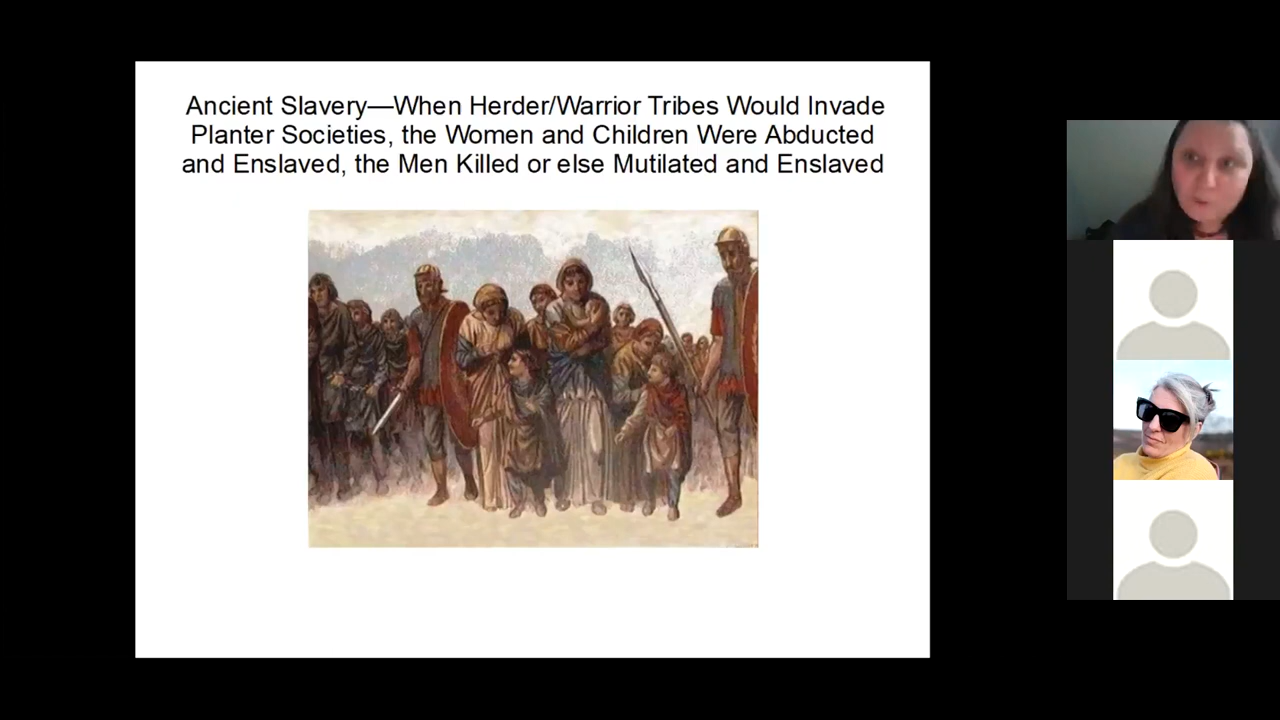 Ancient Slavery—When Herder/Warrior Tribes Would Invade
Planter Societies, the Women and Children Were Abducted
and Enslaved, the Men Killed or else Mutilated and Enslaved